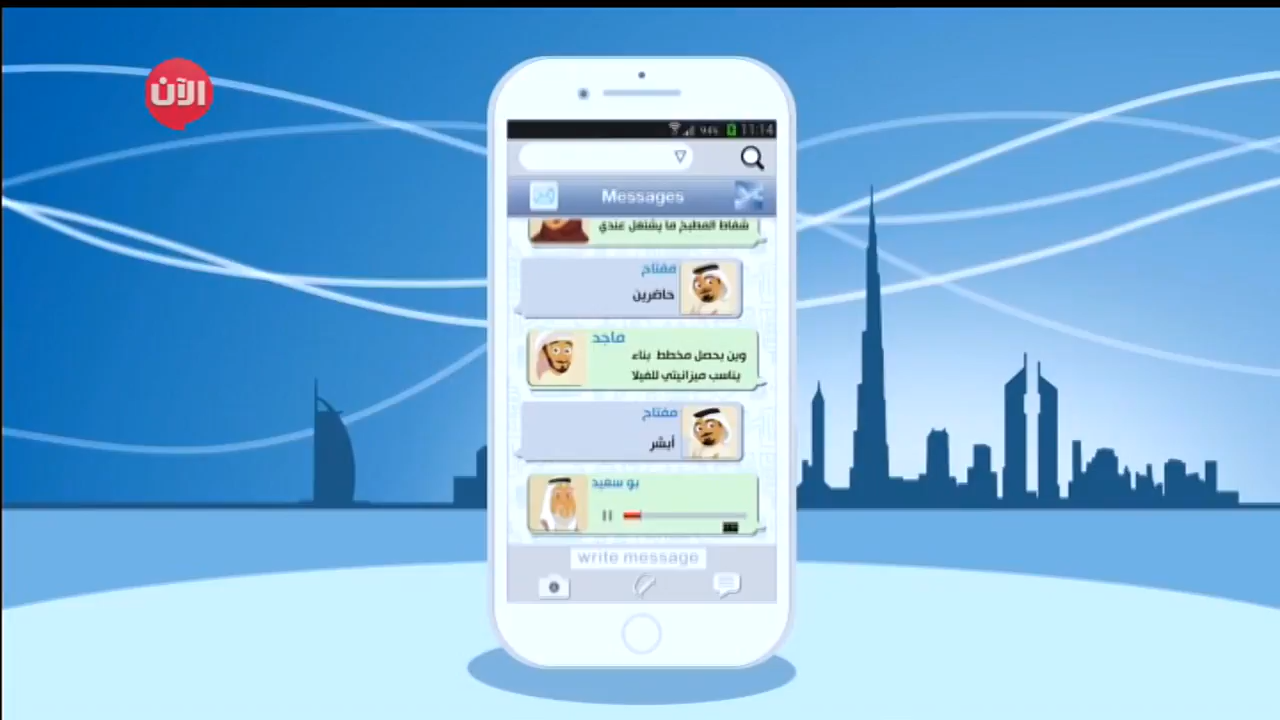 الآن
94% 11:14
Messages
شفاط المطبخ ما يشتغل عندي
مفتاح
حاضرين
ماجد
وين بحصل مخطط بناء
يناسب ميزانيتي للفيلا
مفتاح
أبشر
بو سعيد
write message